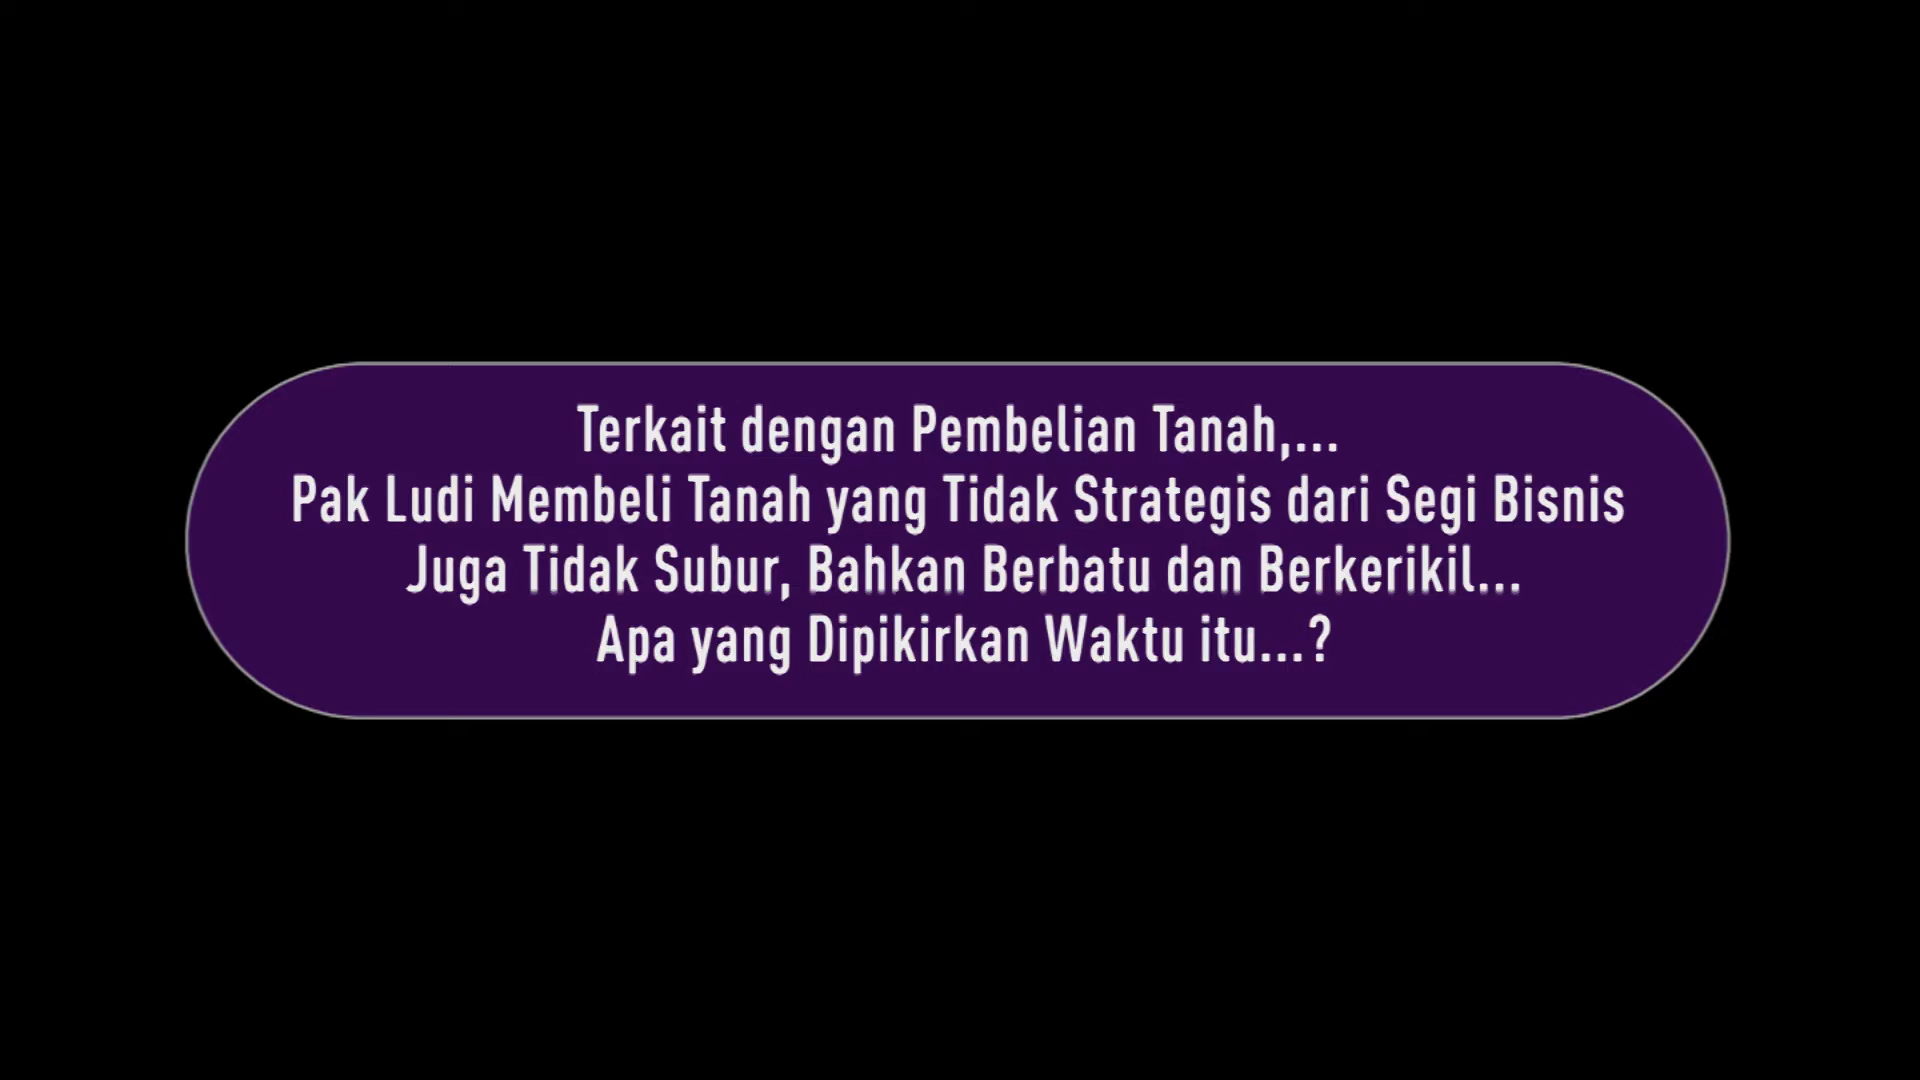 Terkait dengan Pembelian Tanah,...
Pak Ludi Membeli Tanah yang Tidak Strategis dari Segi Bisnis
Juga Tidak Subur, Bahkan Berbatu dan Berkerikil...
Apa yang Dipikirkan Waktu itu...?